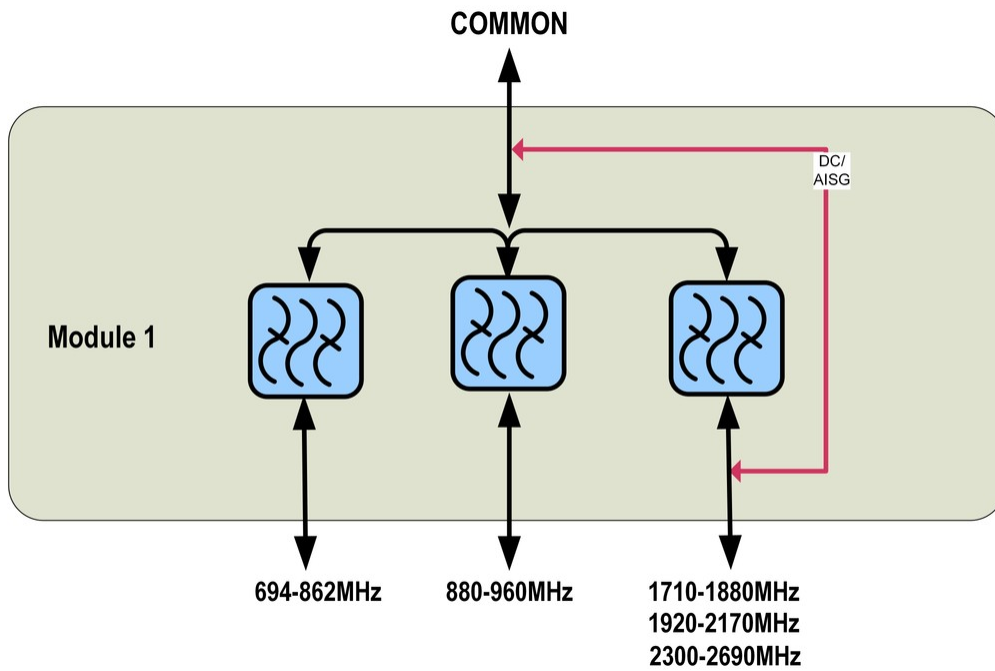 COMMON
DC/
AISG
Module 1
694-862MHz
880-960MHz
1710-1880MHz
1920-2170MHz
2300-2690MHz